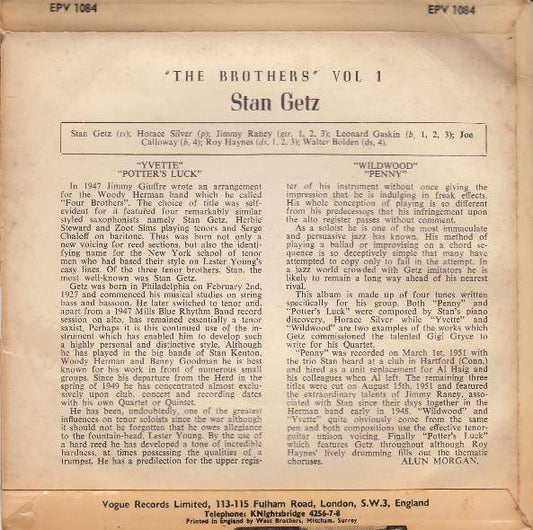 EPV 1084
EPV 1084
"THE BROTHERS" VOL 1
Stan Getz
Stan Getz (ts); Horace Silver (p); Jimmy Raney (gtr. 1, 2, 3); Leonard Gaskin (b, 1, 2, 3); Joe
Calloway (b, 4); Roy Haynes (ds, 1, 2, 3); Walter Bolden (ds, 4).
"YVETTE"
"POTTER'S LUCK"
In 1947 Jimmy Giuffre wrote an arrangement
for the Woody Herman band which he called
"Four Brothers". The choice of title was self-
evident for it featured four remarkably similar
styled saxophonists namely Stan Getz, Herbie
Steward and Zoot Sims playing tenors and Serge
Chaloff on baritone. Thus was born not only a
new voicing for reed sections, but also the identi-
fying name for the New York school of tenor
men who had based their style on Lester Young's
easy lines. Of the three tenor brothers, Stan, the
most well-known was Stan Getz.
Getz was born in Philadelphia on February 2nd,
1927 and commenced his musical studies on string
bass and bassoon. He later switched to tenor and,
apart from a 1947 Mills Blue Rhythm Band record
session on alto, has remained essentially a tenor
saxist. Perhaps it is this continued use of the in-
strument which has enabled him to develop such
a highly personal and distinctive style. Although
he has played in the big bands of Stan Kenton,
Woody Herman and Benny Goodman he is best
known for his work in front of numerous small
groups. Since his departure from the Herd in the
spring of 1949 he has concentrated almost exclu-
sively upon club, concert and recording dates
with his own Quartet or Quintet.
He has been, undoubtedly, one of the greatest
influences on tenor soloists since the war although
it should not be forgotten that he owes allegiance
to the fountain-head, Lester Young. By the use of
a hard reed he has developed a tone of incredible
hardness, at times possessing the qualities of a
trumpet. He has a predilection for the upper regis-
"WILDWOOD"
"PENNY"
ter of his instrument without once giving the
impression that he is indulging in freak effects.
His whole conception of playing is so different
from his predecessors that his infringement upon
the alto register passes without comment.
As a soloist he is one of the most immediate
and persuasive jazz has known. His method of
playing a ballad or improvising on a chord se-
quence is so deceptively simple that many have
attempted to copy only to fail in the attempt. In
a jazz world crowded with Getz imitators he is
likely to remain a long way ahead of his nearest
rival.
This album is made up of four tunes written
specifically for his group. Both "Penny" and
"Potter's Luck" were composed by Stan's piano
discovery, Horace Silver while "Yvette" and
"Wildwood" are two examples of the works which
Getz commissioned the talented Gigi Gryce to
write for his Quartet.
"Penny" was recorded on March 1st, 1951 with
the trio Stan heard at a club in Hartford (Conn.)
and hired as a unit replacement for Al Haig and
his colleagues when Al left. The remaining three
titles were cut on August 15th, 1951 and featured
the extraordinary talents of Jimmy Raney, asso-
ciated with Stan since their days together in the
Herman band early in 1948. "Wildwood" and
"Yvette" quite obviously come from the same
pen and both compositions use the effective tenor-
guitar unison voicing. Finally "Potter's Luck"
which features Getz throughout although Roy
Haynes' lively drumming fills out the thematic
choruses. ALUN MORGAN.
Vogue Records Limited, 113-115 Fulham Road, London, S.W.3, England
Telephone: KNIghtsbridge 4256-7-8
Printed in England by West Brothers, Mitcham, Surrey